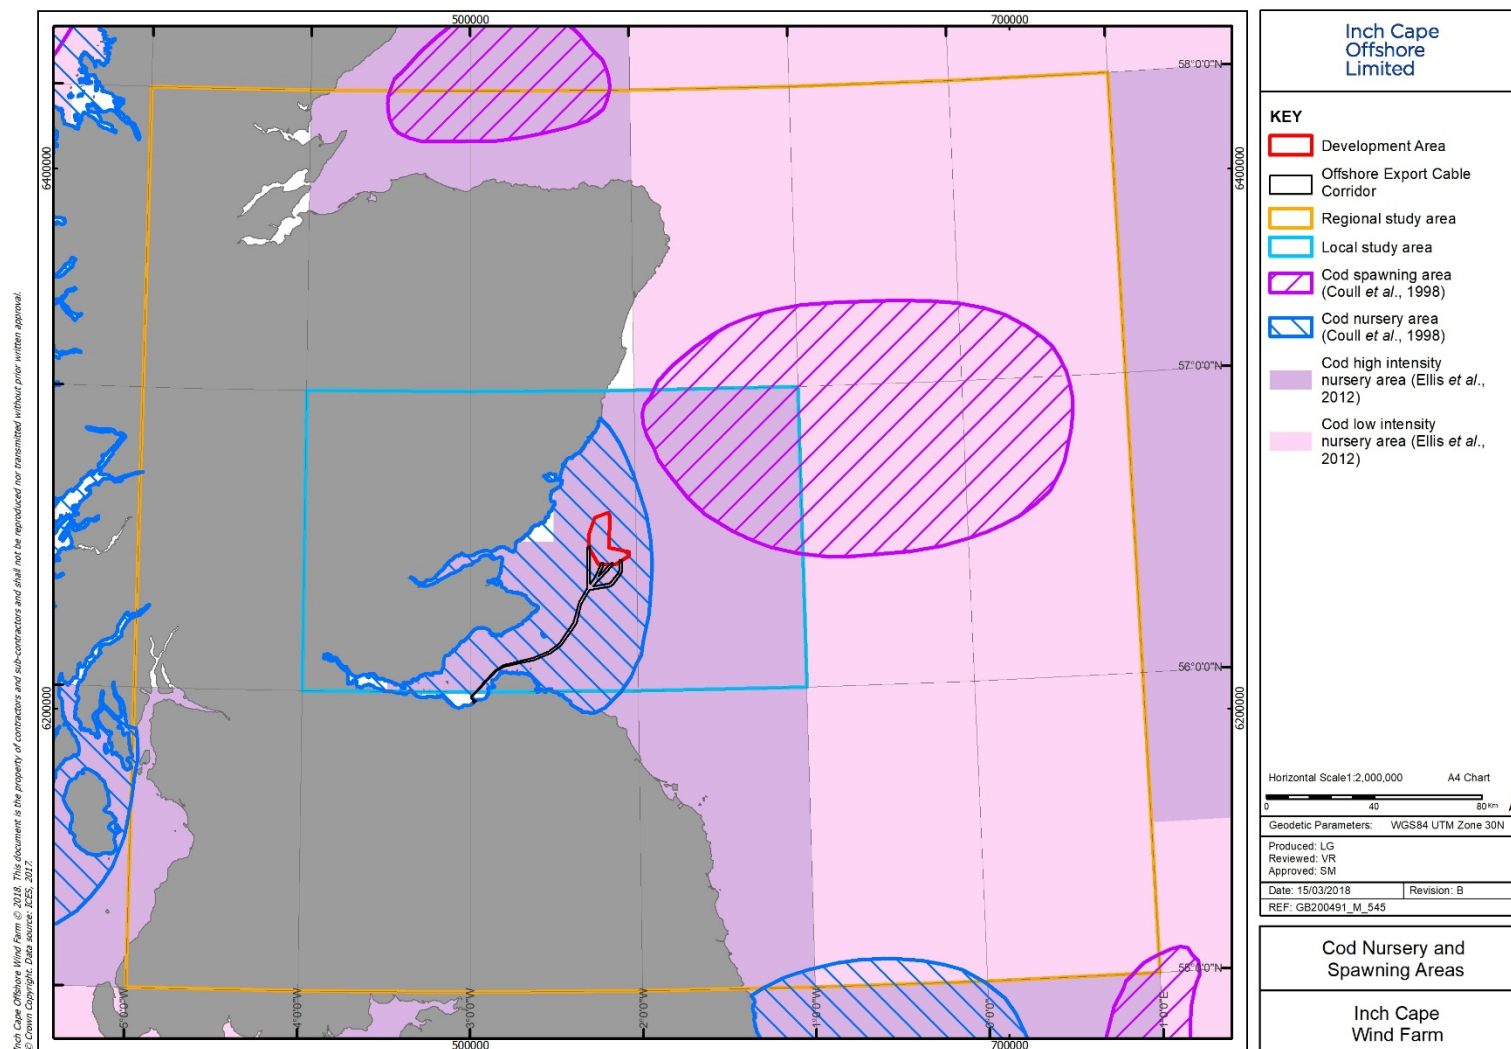 500000
700000
58°0'0"N
6400000
6400000
57°0'0"N
56°0'0"N
6200000
6200000
55°0'0"N
5°0'0"W
4°0'0"W
3°0'0"W
2°0'0"W
1°0'0"W
0°0'0"
1°0'0"E
500000
700000
Inch Cape Offshore Wind Farm © 2018. This document is the property of contractors and sub-contractors and shall not be reproduced nor transmitted without prior written approval.
© Crown Copyright. Data source: ICES, 2017.
Inch Cape
Offshore
Limited
KEY
Development Area
Offshore Export Cable
Corridor
Regional study area
Local study area
Cod spawning area
(Coull et al., 1998)
Cod nursery area
(Coull et al., 1998)
Cod high intensity
nursery area (Ellis et al.,
2012)
Cod low intensity
nursery area (Ellis et al.,
2012)
Horizontal Scale1:2,000,000 A4 Chart
0 40 80 Km
Geodetic Parameters: WGS84 UTM Zone 30N
Produced: LG
Reviewed: VR
Approved: SM
Date: 15/03/2018 Revision: B
REF: GB200491_M_545
Cod Nursery and
Spawning Areas
Inch Cape
Wind Farm